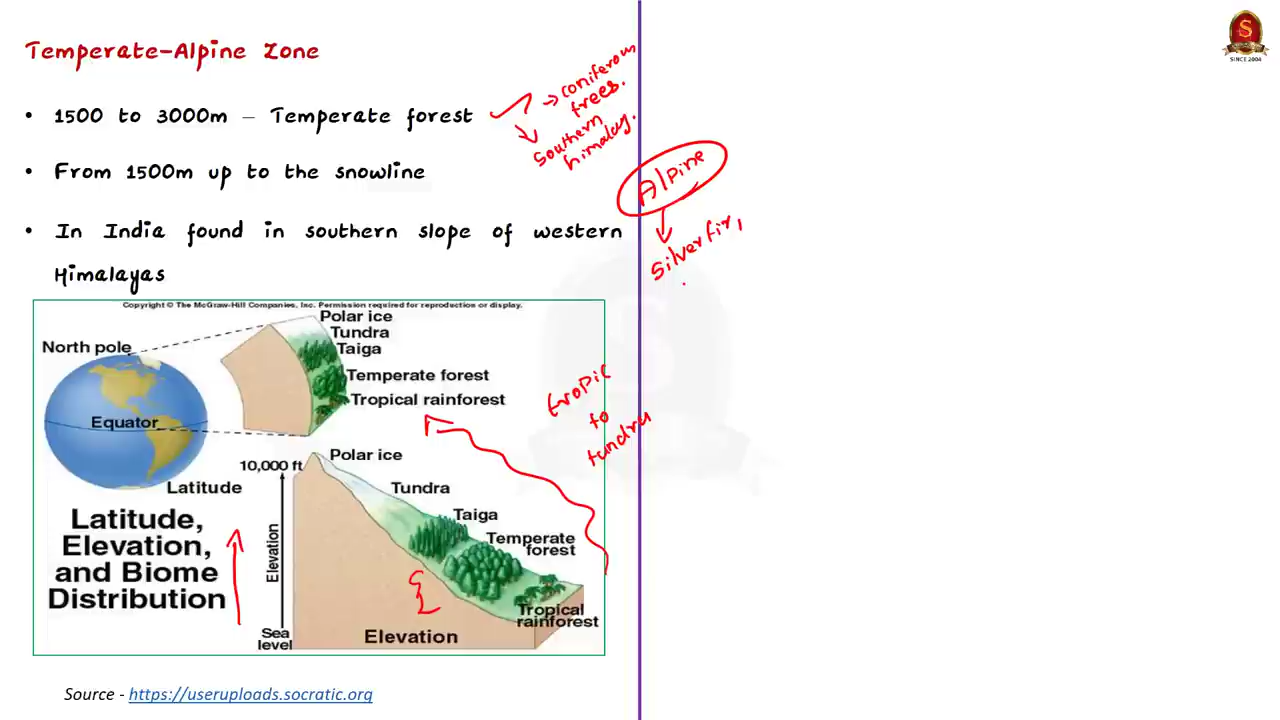 Temperate-Alpine Zone
• 1500 to 3000m – Temperate forest
→ coniferous
trees.
Southern
himalay.
• From 1500m up to the snowline
• In India found in southern slope of western
Himalayas
Alpine
Silver fir,
Copyright © The McGraw-Hill Companies, Inc. Permission required for reproduction or display.
Polar ice
Tundra
Taiga
North pole
Temperate forest
Tropical rainforest
Equator
Latitude
tropic
to
tundra
10,000 ft
Polar ice
Tundra
Taiga
Temperate
forest
Tropical
rainforest
Elevation
Sea
level
Elevation
Latitude,
Elevation,
and Biome
Distribution
Source - https://useruploads.socratic.org
S
SINCE 2004